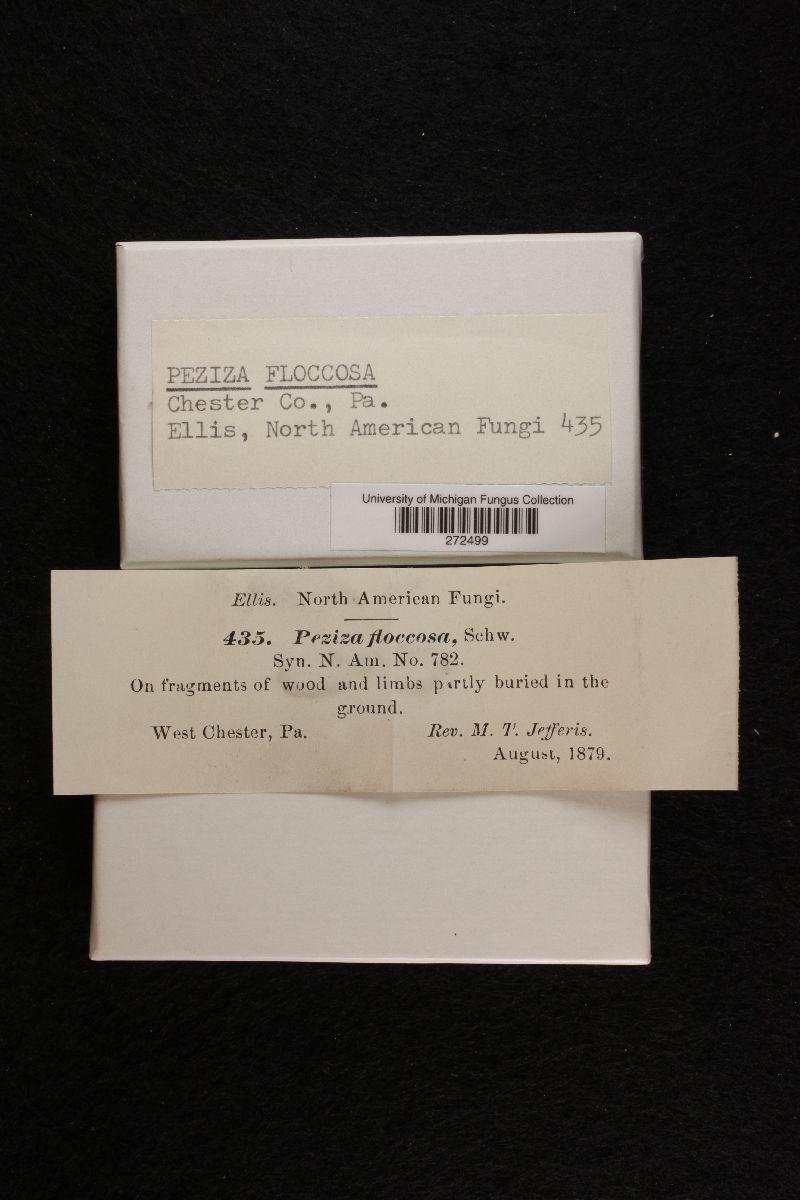 PEZIZA FLOCCOSA
Chester Co., Pa.
Ellis, North American Fungi 435
University of Michigan Fungus Collection
272499
Ellis. North American Fungi.
435. Peziza floccosa, Schw.
Syn. N. Am. No. 782.
On fragments of wood and limbs partly buried in the
ground.
West Chester, Pa. Rev. M. T. Jefferis.
August, 1879.